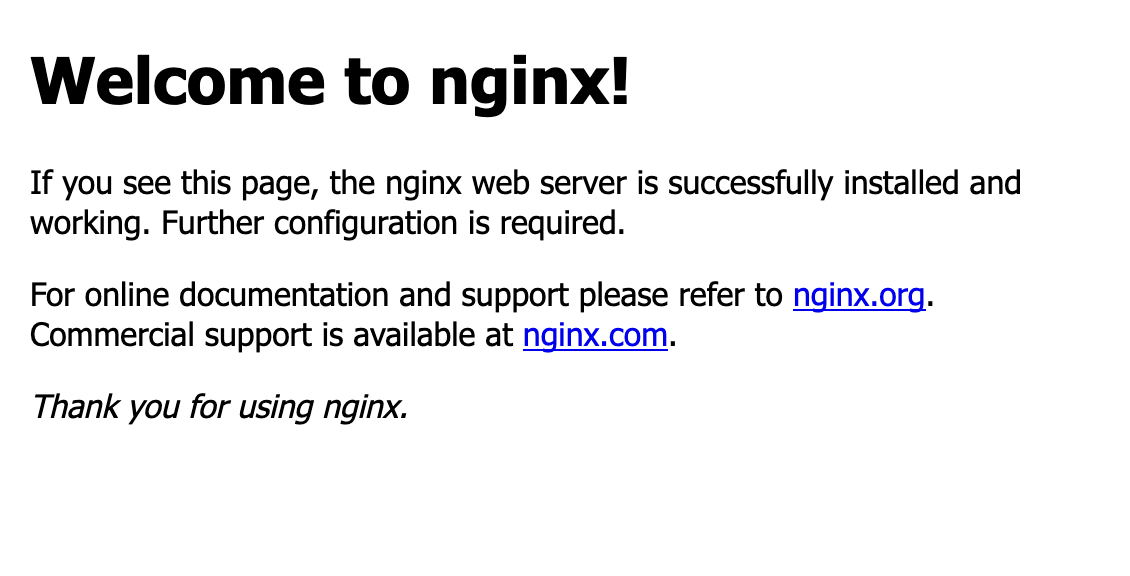 Welcome to nginx!
If you see this page, the nginx web server is successfully installed and
working. Further configuration is required.
For online documentation and support please refer to nginx.org.
Commercial support is available at nginx.com.
Thank you for using nginx.